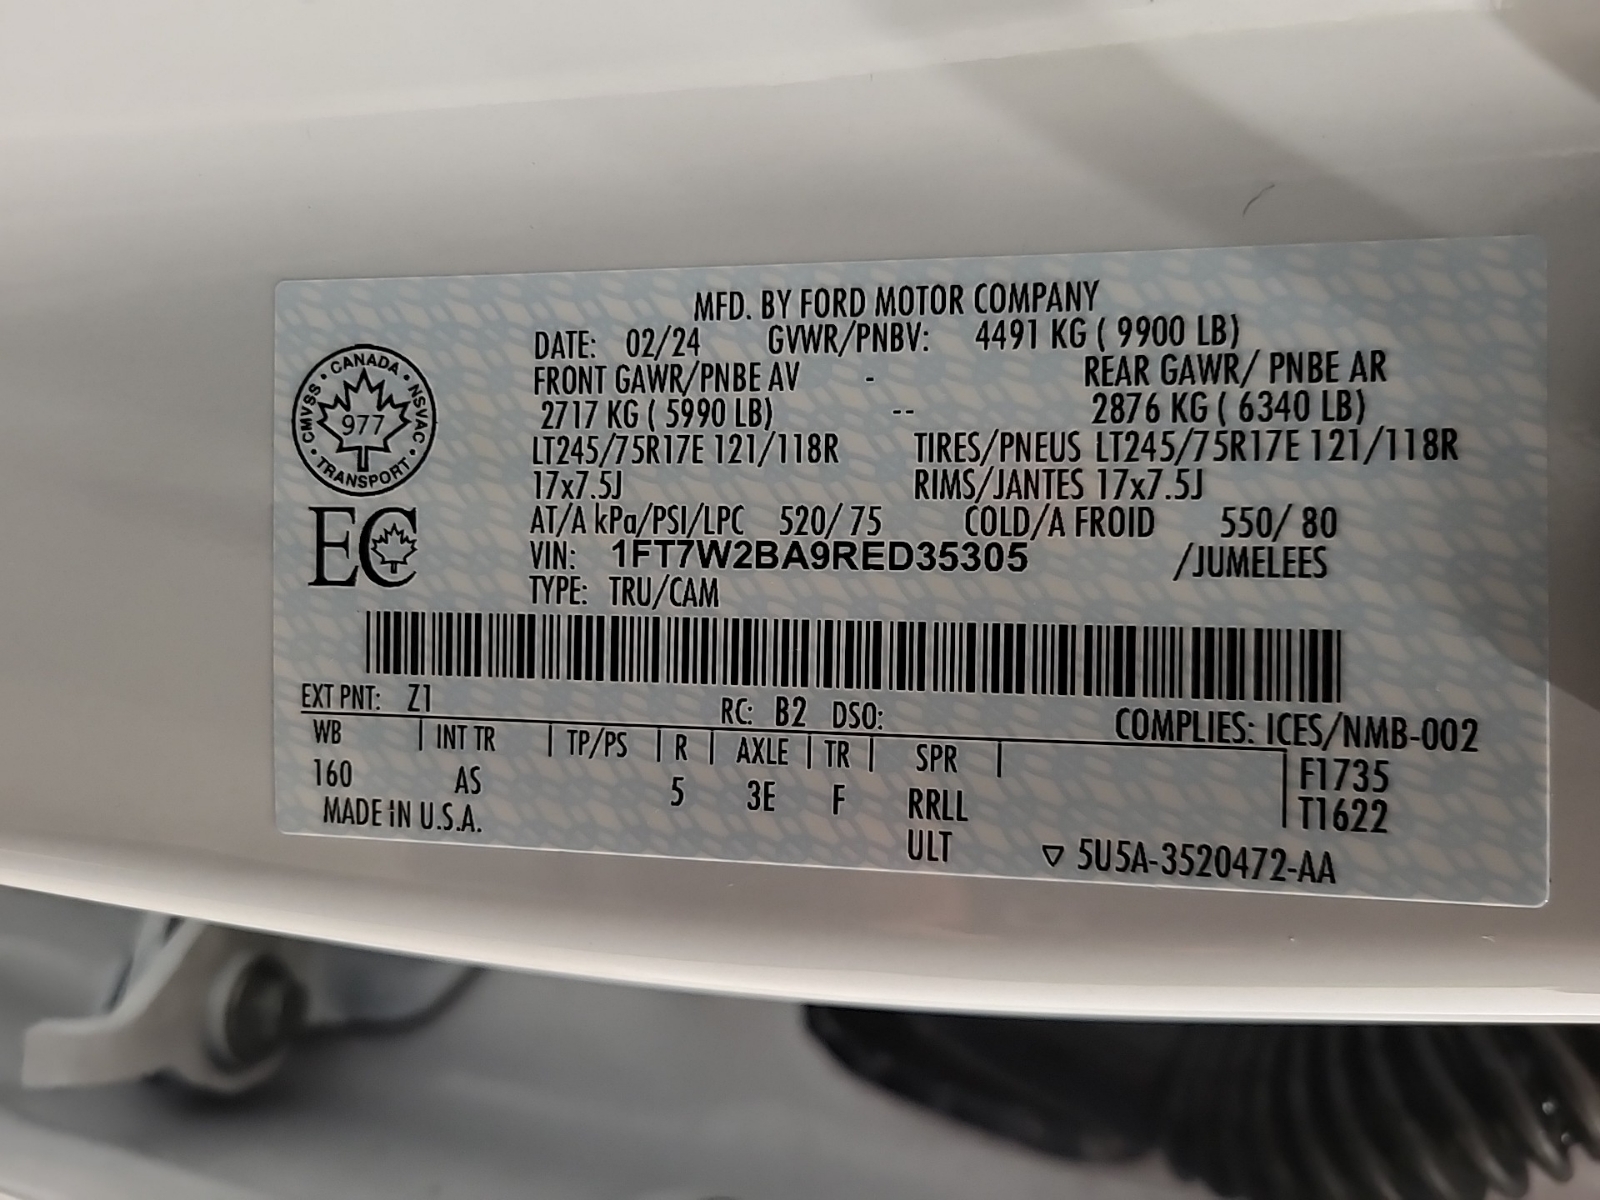 MFD. BY FORD MOTOR COMPANY
DATE: 02/24 GVWR/PNBV: 4491 KG ( 9900 LB)
FRONT GAWR/PNBE AV - REAR GAWR/ PNBE AR
2717 KG ( 5990 LB) -- 2876 KG ( 6340 LB)
LT245/75R17E 121/118R TIRES/PNEUS LT245/75R17E 121/118R
17x7.5J RIMS/JANTES 17x7.5J
AT/A kPa/PSI/LPC 520/ 75 COLD/A FROID 550/ 80
VIN: 1FT7W2BA9RED35305 /JUMELEES
TYPE: TRU/CAM
CANADA
CMVSS NSVAC
977
TRANSPORT
EC
EXT PNT: Z1 RC: B2 DSO: COMPLIES: ICES/NMB-002
WB | INT TR | TP/PS | R | AXLE | TR | SPR | F1735
160 AS 5 3E F RRLL T1622
MADE IN U.S.A. ULT ▽ 5U5A-3520472-AA